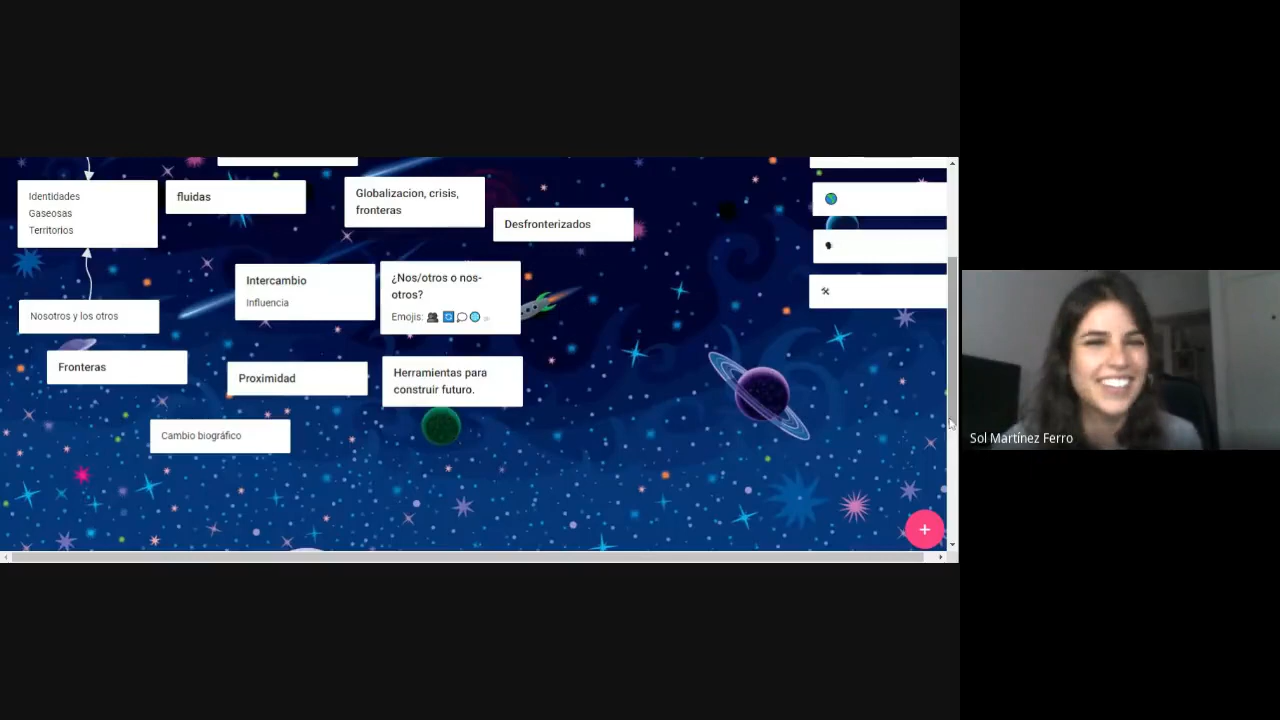 Identidades
Gaseosas
Territorios
fluidas
Globalizacion, crisis,
fronteras
Desfronterizados
Intercambio
Influencia
¿Nos/otros o nos-
otros?
Emojis:
Nosotros y los otros
Fronteras
Proximidad
Herramientas para
construir futuro.
Cambio biográfico
Sol Martínez Ferro